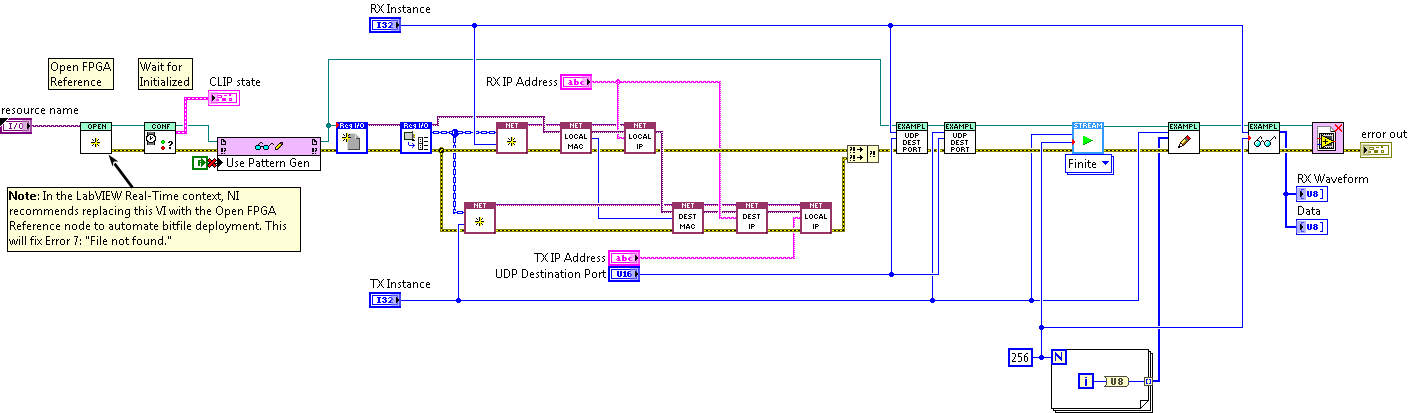 RX Instance
I32
Open FPGA
Reference
Wait for
Initialized
CLIP state
RX IP Address
abc
resource name
I/O
OPEN
CONF
?
Use Pattern Gen
Reg I/O
Reg I/O
NET
NET
LOCAL
MAC
NET
LOCAL
IP
EXAMPL
UDP
DEST
PORT
EXAMPL
UDP
DEST
PORT
STREAM
Finite
EXAMPL
EXAMPL
error out
RX Waveform
U8]
Data
U8]
Note: In the LabVIEW Real-Time context, NI
recommends replacing this VI with the Open FPGA
Reference node to automate bitfile deployment. This
will fix Error 7: "File not found."
NET
NET
DEST
MAC
NET
DEST
IP
NET
LOCAL
IP
TX IP Address
abc
UDP Destination Port
U16
TX Instance
I32
256
N
i
U8